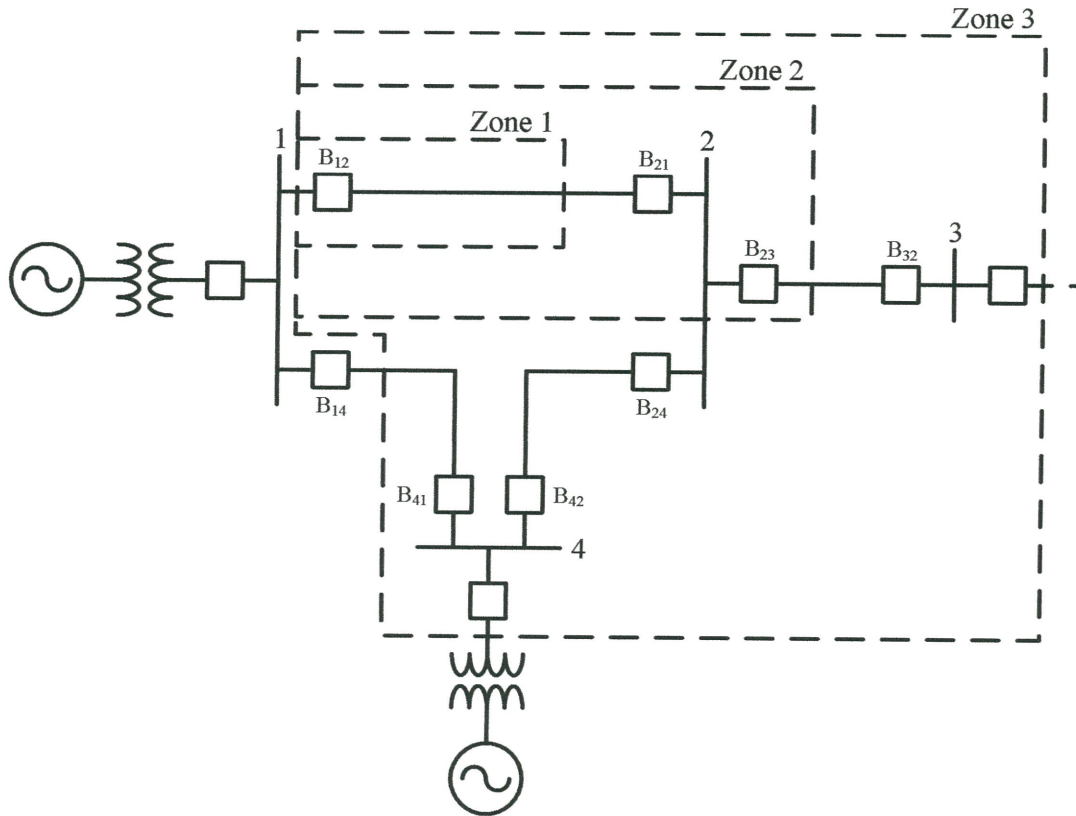 Zone 3
Zone 2
Zone 1
1
2
B₁₂
B₂₁
B₂₃
B₃₂
3
B₁₄
B₂₄
B₄₁
B₄₂
4